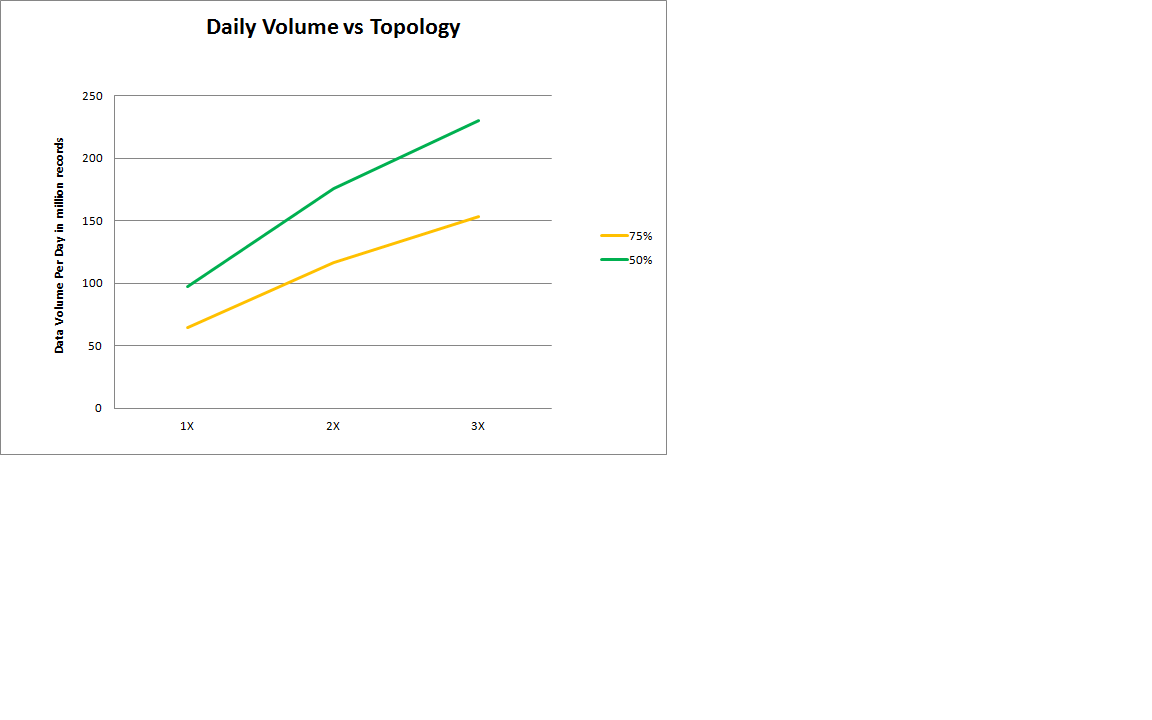 Daily Volume vs Topology
Data Volume Per Day in million records
250
200
150
100
50
0
1X
2X
3X
75%
50%